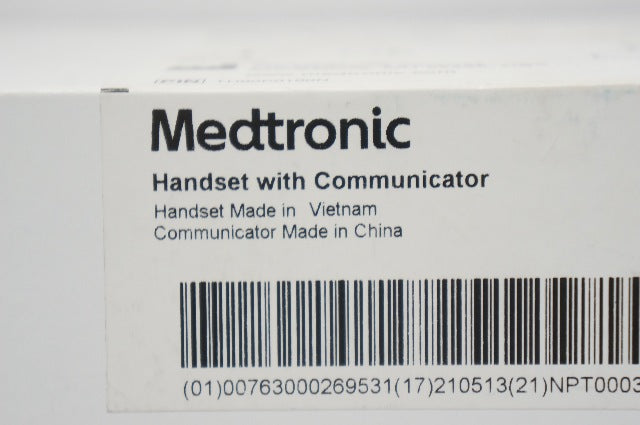 Medtronic
Handset with Communicator
Handset Made in Vietnam
Communicator Made in China
(01)00763000269531(17)210513(21)NPT0003